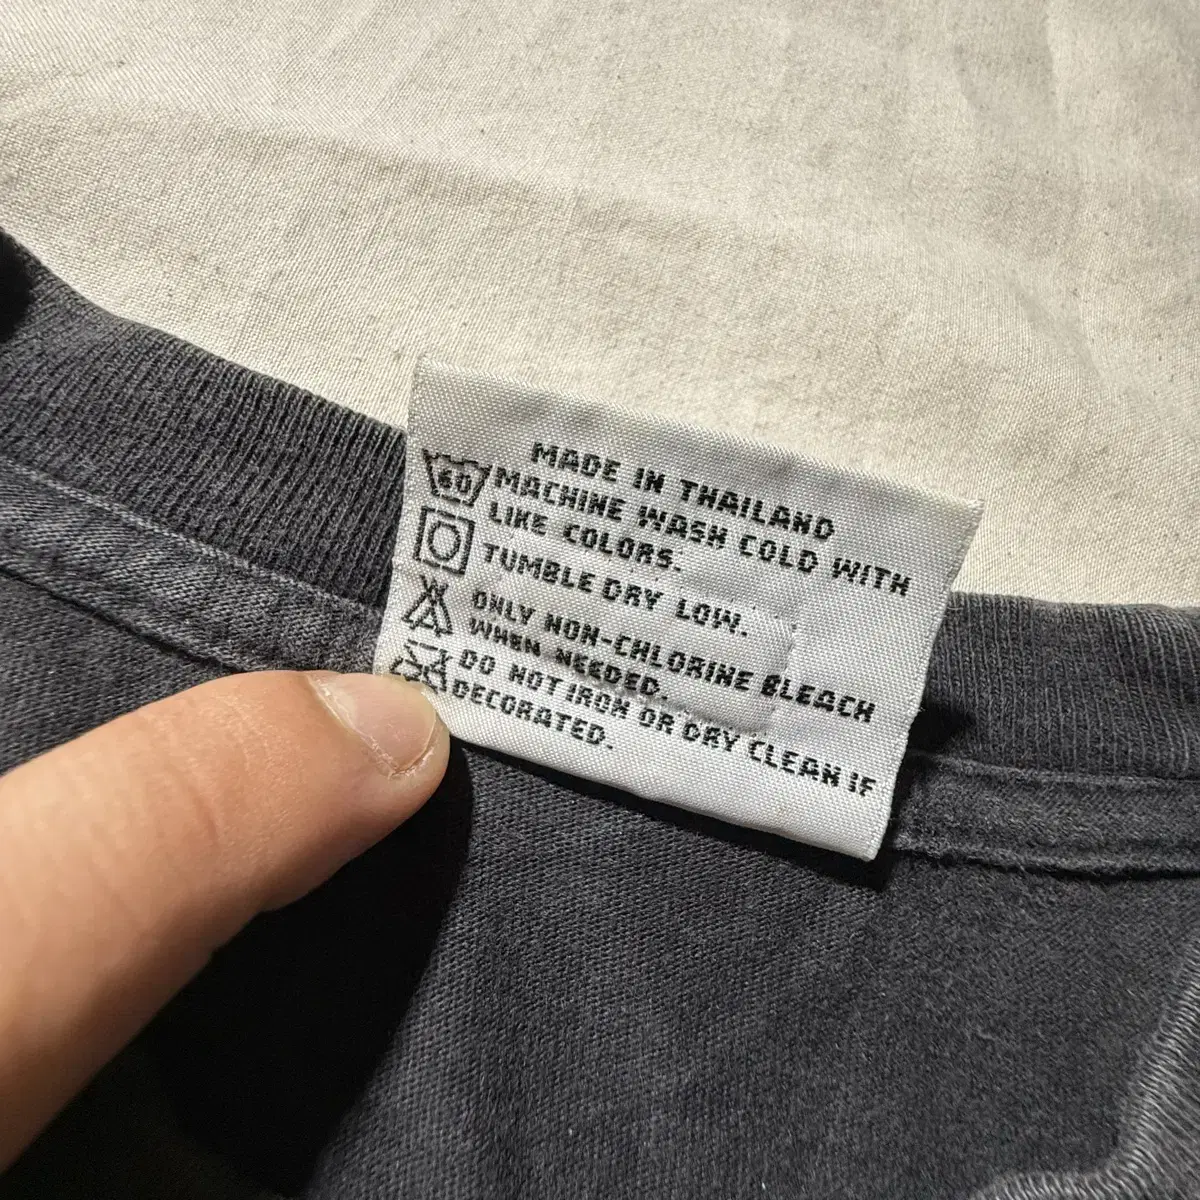 MADE IN THAILAND
60 MACHINE WASH COLD WITH
LIKE COLORS.
TUMBLE DRY LOW.
ONLY NON-CHLORINE BLEACH
WHEN NEEDED.
DO NOT IRON OR DRY CLEAN IF
DECORATED.